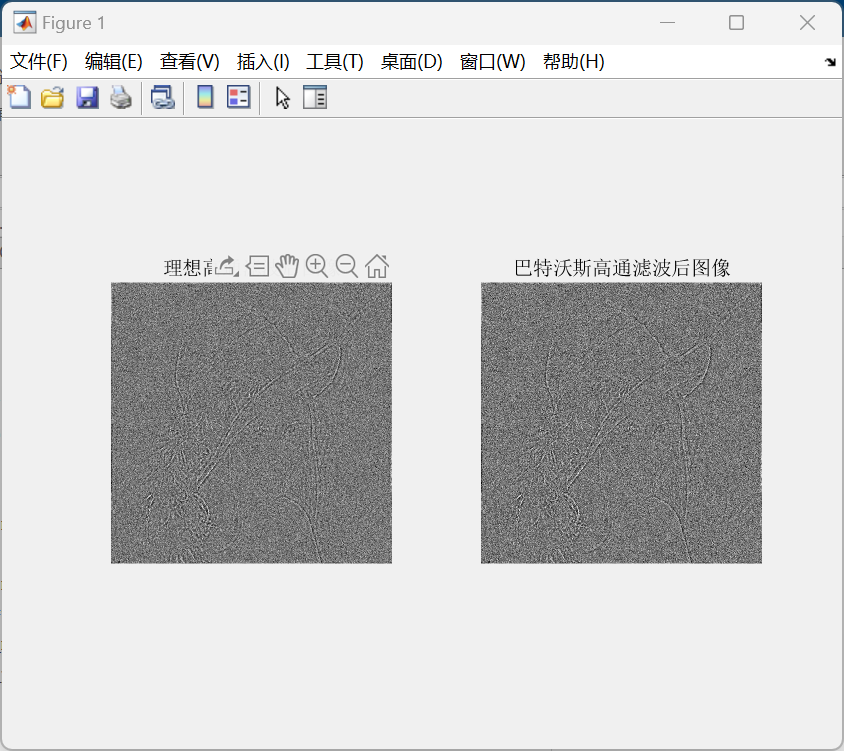 Figure 1
文件(F) 编辑(E) 查看(V) 插入(I) 工具(T) 桌面(D) 窗口(W) 帮助(H)
理想高 巴特沃斯高通滤波后图像